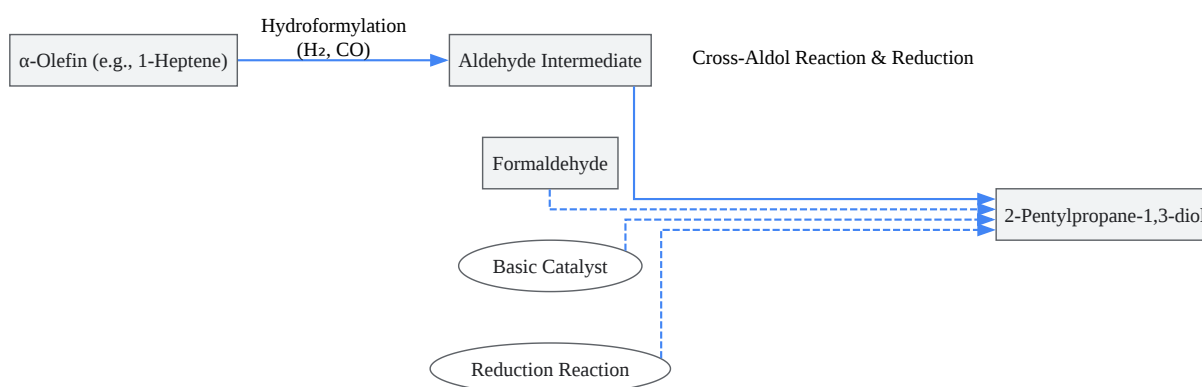 Hydroformylation
(H₂, CO)
α-Olefin (e.g., 1-Heptene)
Aldehyde Intermediate
Cross-Aldol Reaction & Reduction
Formaldehyde
2-Pentylpropane-1,3-diol
Basic Catalyst
Reduction Reaction